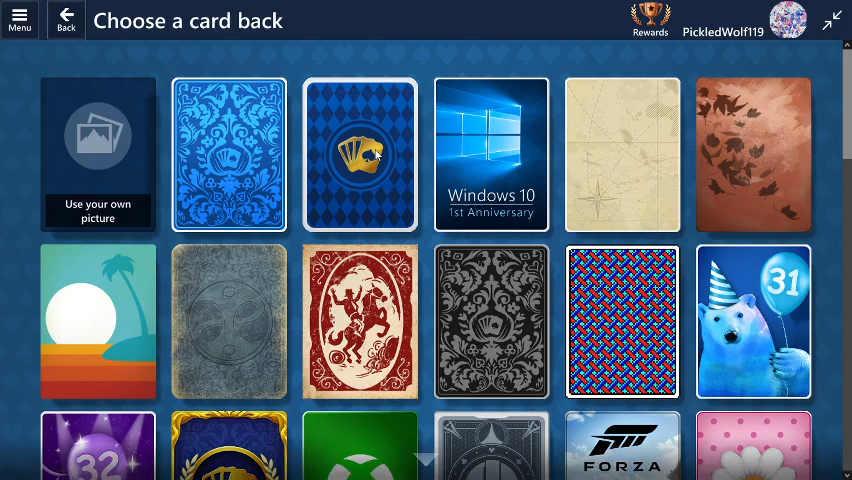 Menu
Back
Choose a card back
Rewards
PickledWolf119
Use your own
picture
Windows 10
1st Anniversary
31
32
FORZA